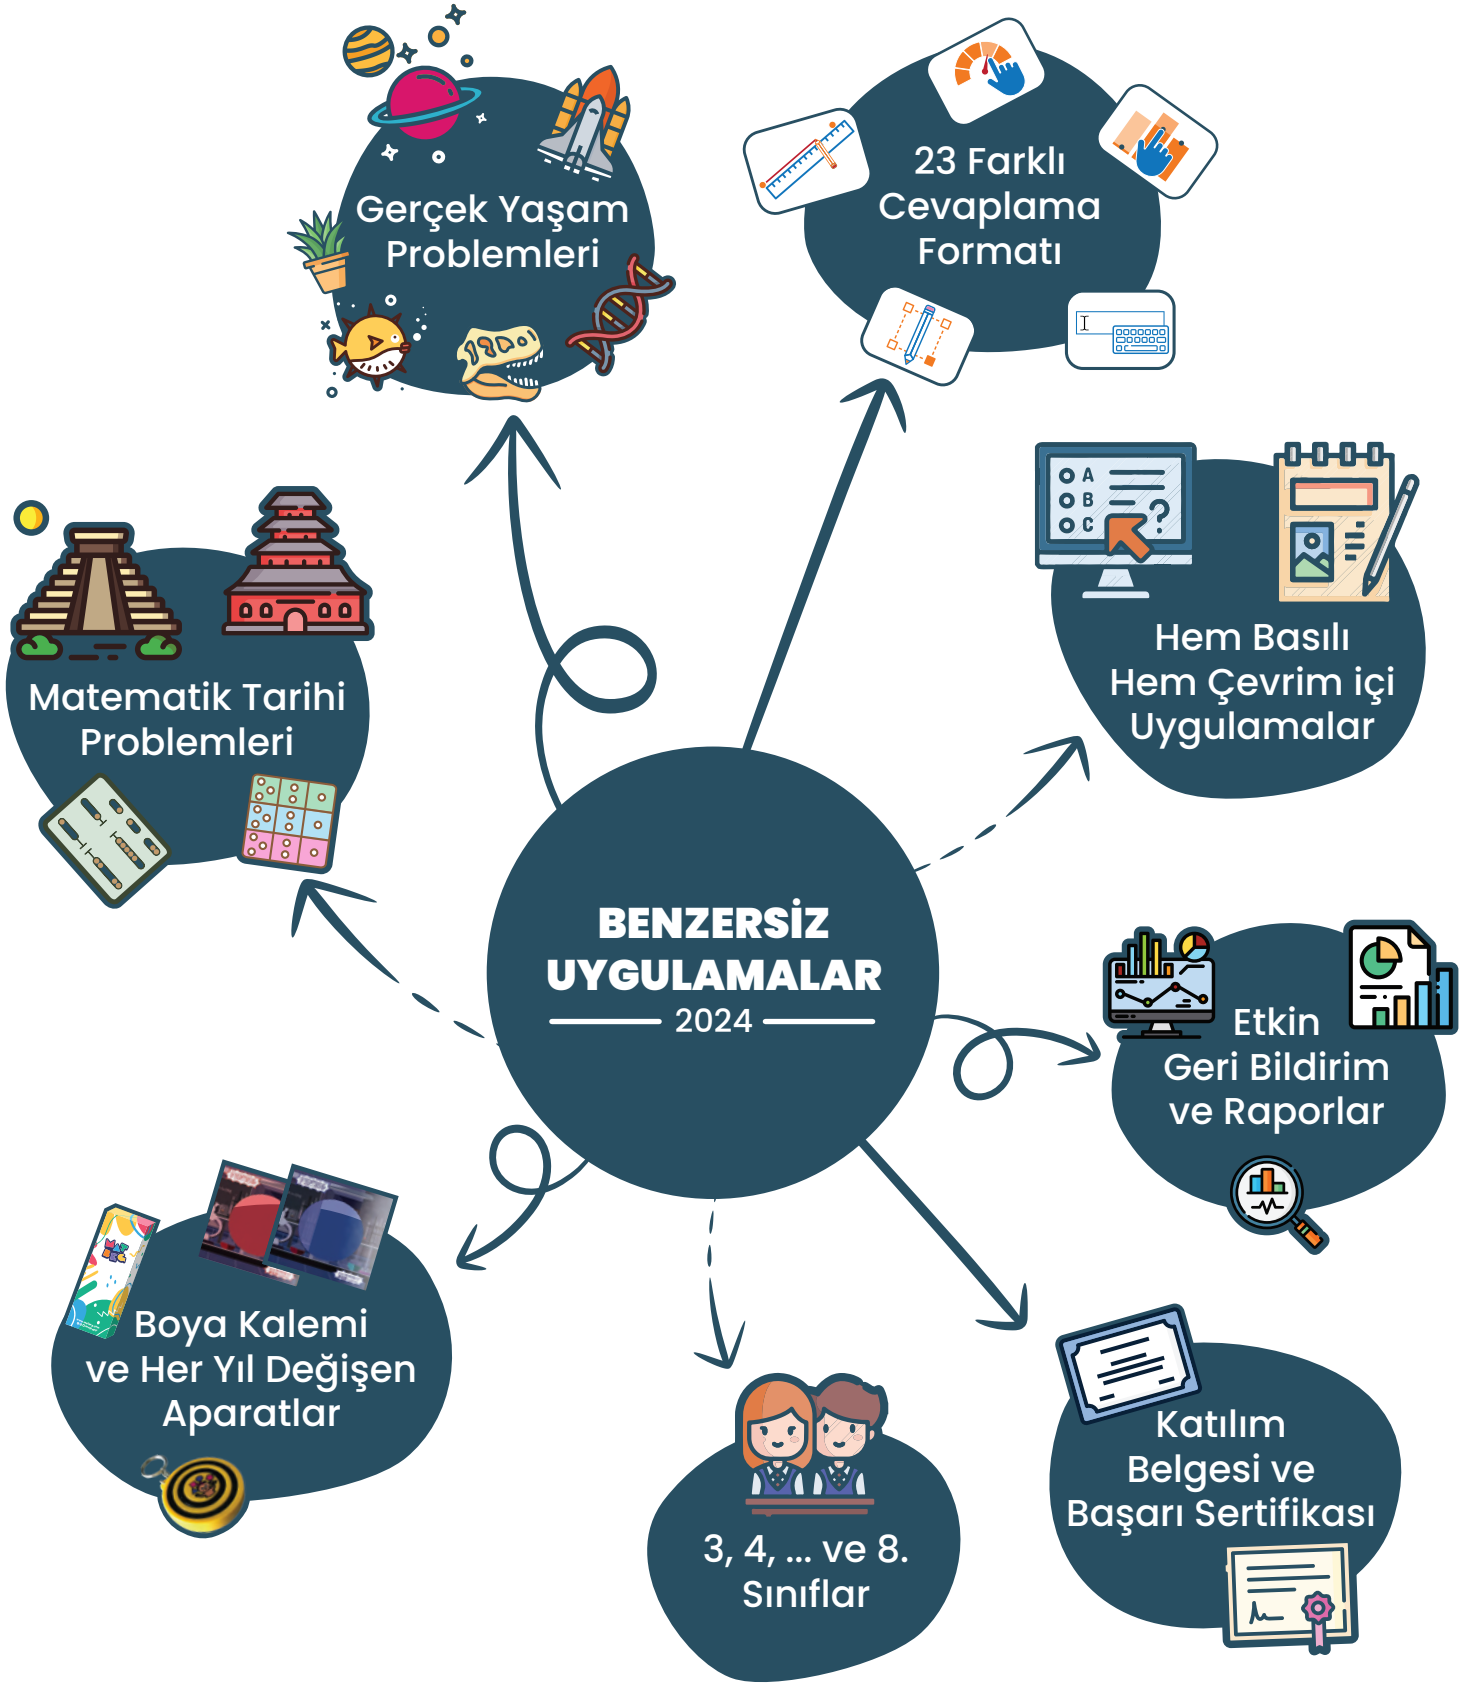 Gerçek Yaşam
Problemleri
23 Farklı
Cevaplama
Formatı
A
B
C
?
Hem Basılı
Hem Çevrim içi
Uygulamalar
Matematik Tarihi
Problemleri
BENZERSİZ
UYGULAMALAR
2024
Etkin
Geri Bildirim
ve Raporlar
Boya Kalemi
ve Her Yıl Değişen
Aparatlar
3, 4, ... ve 8.
Sınıflar
Katılım
Belgesi ve
Başarı Sertifikası